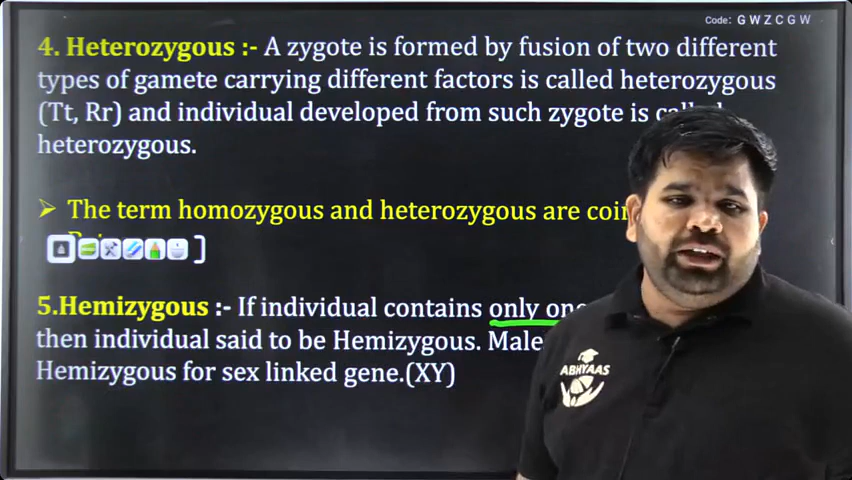 Code: G W Z C G W
4. Heterozygous :- A zygote is formed by fusion of two different
types of gamete carrying different factors is called heterozygous
(Tt, Rr) and individual developed from such zygote is called
heterozygous.
➢ The term homozygous and heterozygous are
5.Hemizygous :- If individual contains only one
then individual said to be Hemizygous. Male
Hemizygous for sex linked gene.(XY)
ABHYAAS